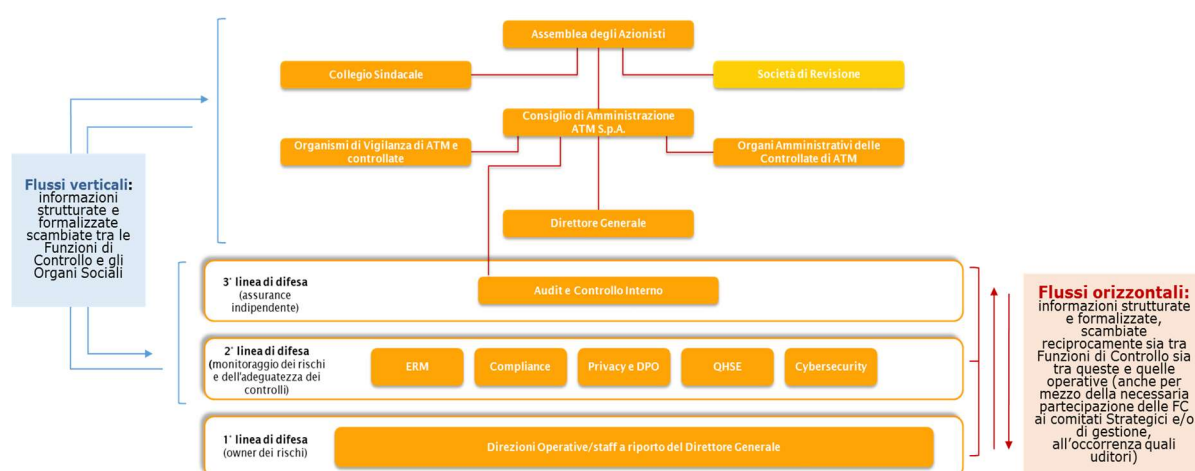 Assemblea degli Azionisti
Collegio Sindacale
Società di Revisione
Consiglio di Amministrazione
ATM S.p.A.
Organismi di Vigilanza di ATM e
controllate
Organi Amministrativi delle
Controllate di ATM
Direttore Generale
Flussi verticali:
informazioni
strutturate e
formalizzate
scambiate tra le
Funzioni di
Controllo e gli
Organi Sociali
3° linea di difesa
(assurance
indipendente)
Audit e Controllo Interno
2° linea di difesa
(monitoraggio dei rischi
e dell'adeguatezza dei
controlli)
ERM
Compliance
Privacy e DPO
QHSE
Cybersecurity
1° linea di difesa
(owner dei rischi)
Direzioni Operative/staff a riporto del Direttore Generale
Flussi orizzontali:
informazioni strutturate
e formalizzate,
scambiate
reciprocamente sia tra
Funzioni di Controllo sia
tra queste e quelle
operative (anche per
mezzo della necessaria
partecipazione delle FC
ai comitati Strategici e/o
di gestione,
all'occorrenza quali
uditori)